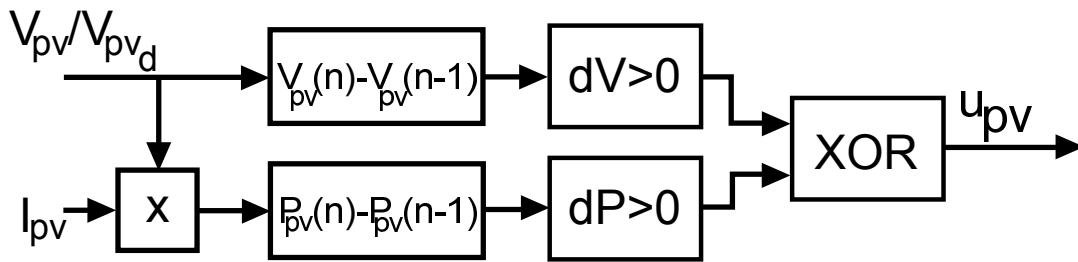 Vpv/Vpvd
Vpv(n)-Vpv(n-1)
dV>0
XOR
upv
Ipv
x
Ppv(n)-Ppv(n-1)
dP>0